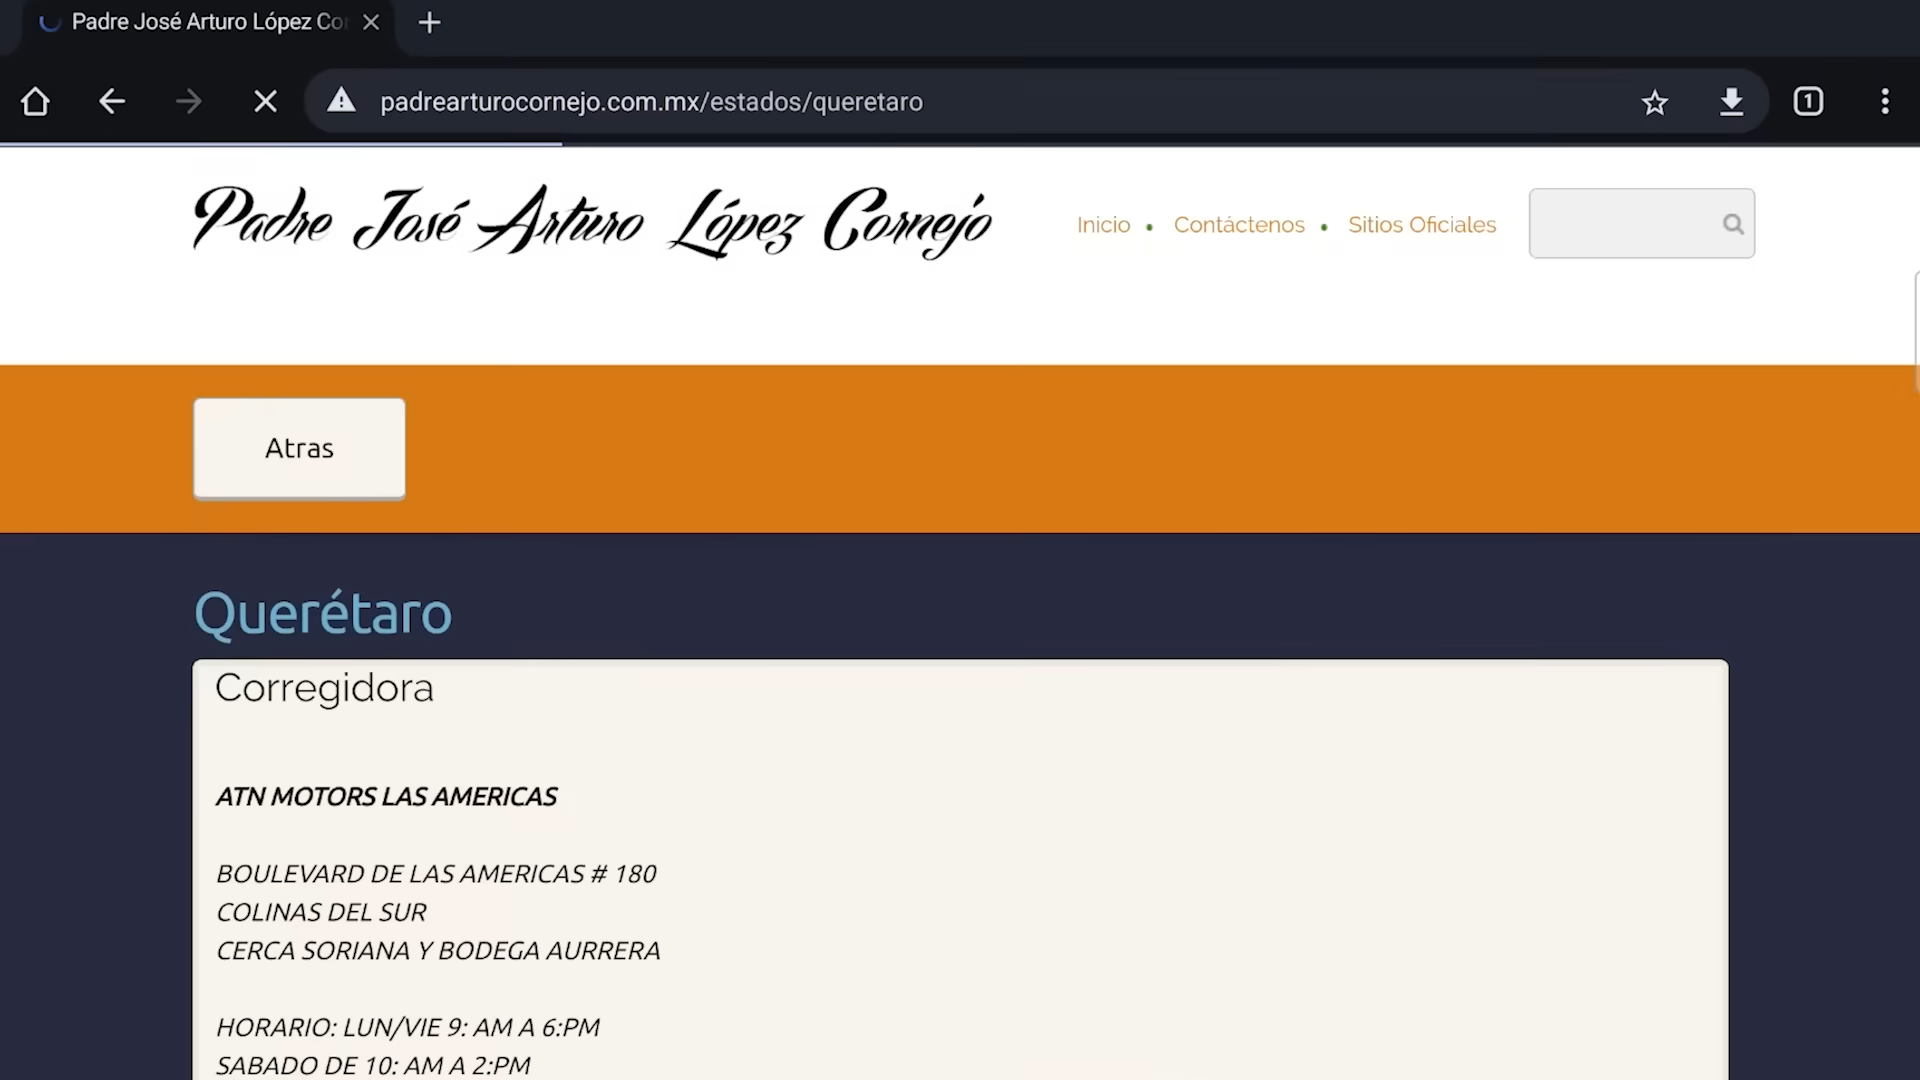 Padre José Arturo López Co
padrearturocornejo.com.mx/estados/queretaro
1
Padre José Arturo López Cornejo
Inicio • Contáctenos • Sitios Oficiales
Atras
Querétaro
Corregidora
ATN MOTORS LAS AMERICAS
BOULEVARD DE LAS AMERICAS # 180
COLINAS DEL SUR
CERCA SORIANA Y BODEGA AURRERA
HORARIO: LUN/VIE 9: AM A 6:PM
SABADO DE 10: AM A 2:PM